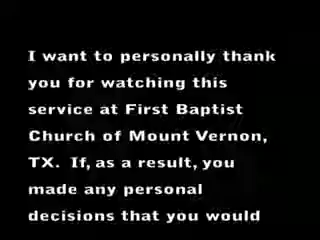 I want to personally thank
you for watching this
service at First Baptist
Church of Mount Vernon,
TX.  If, as a result, you
made any personal
decisions that you would